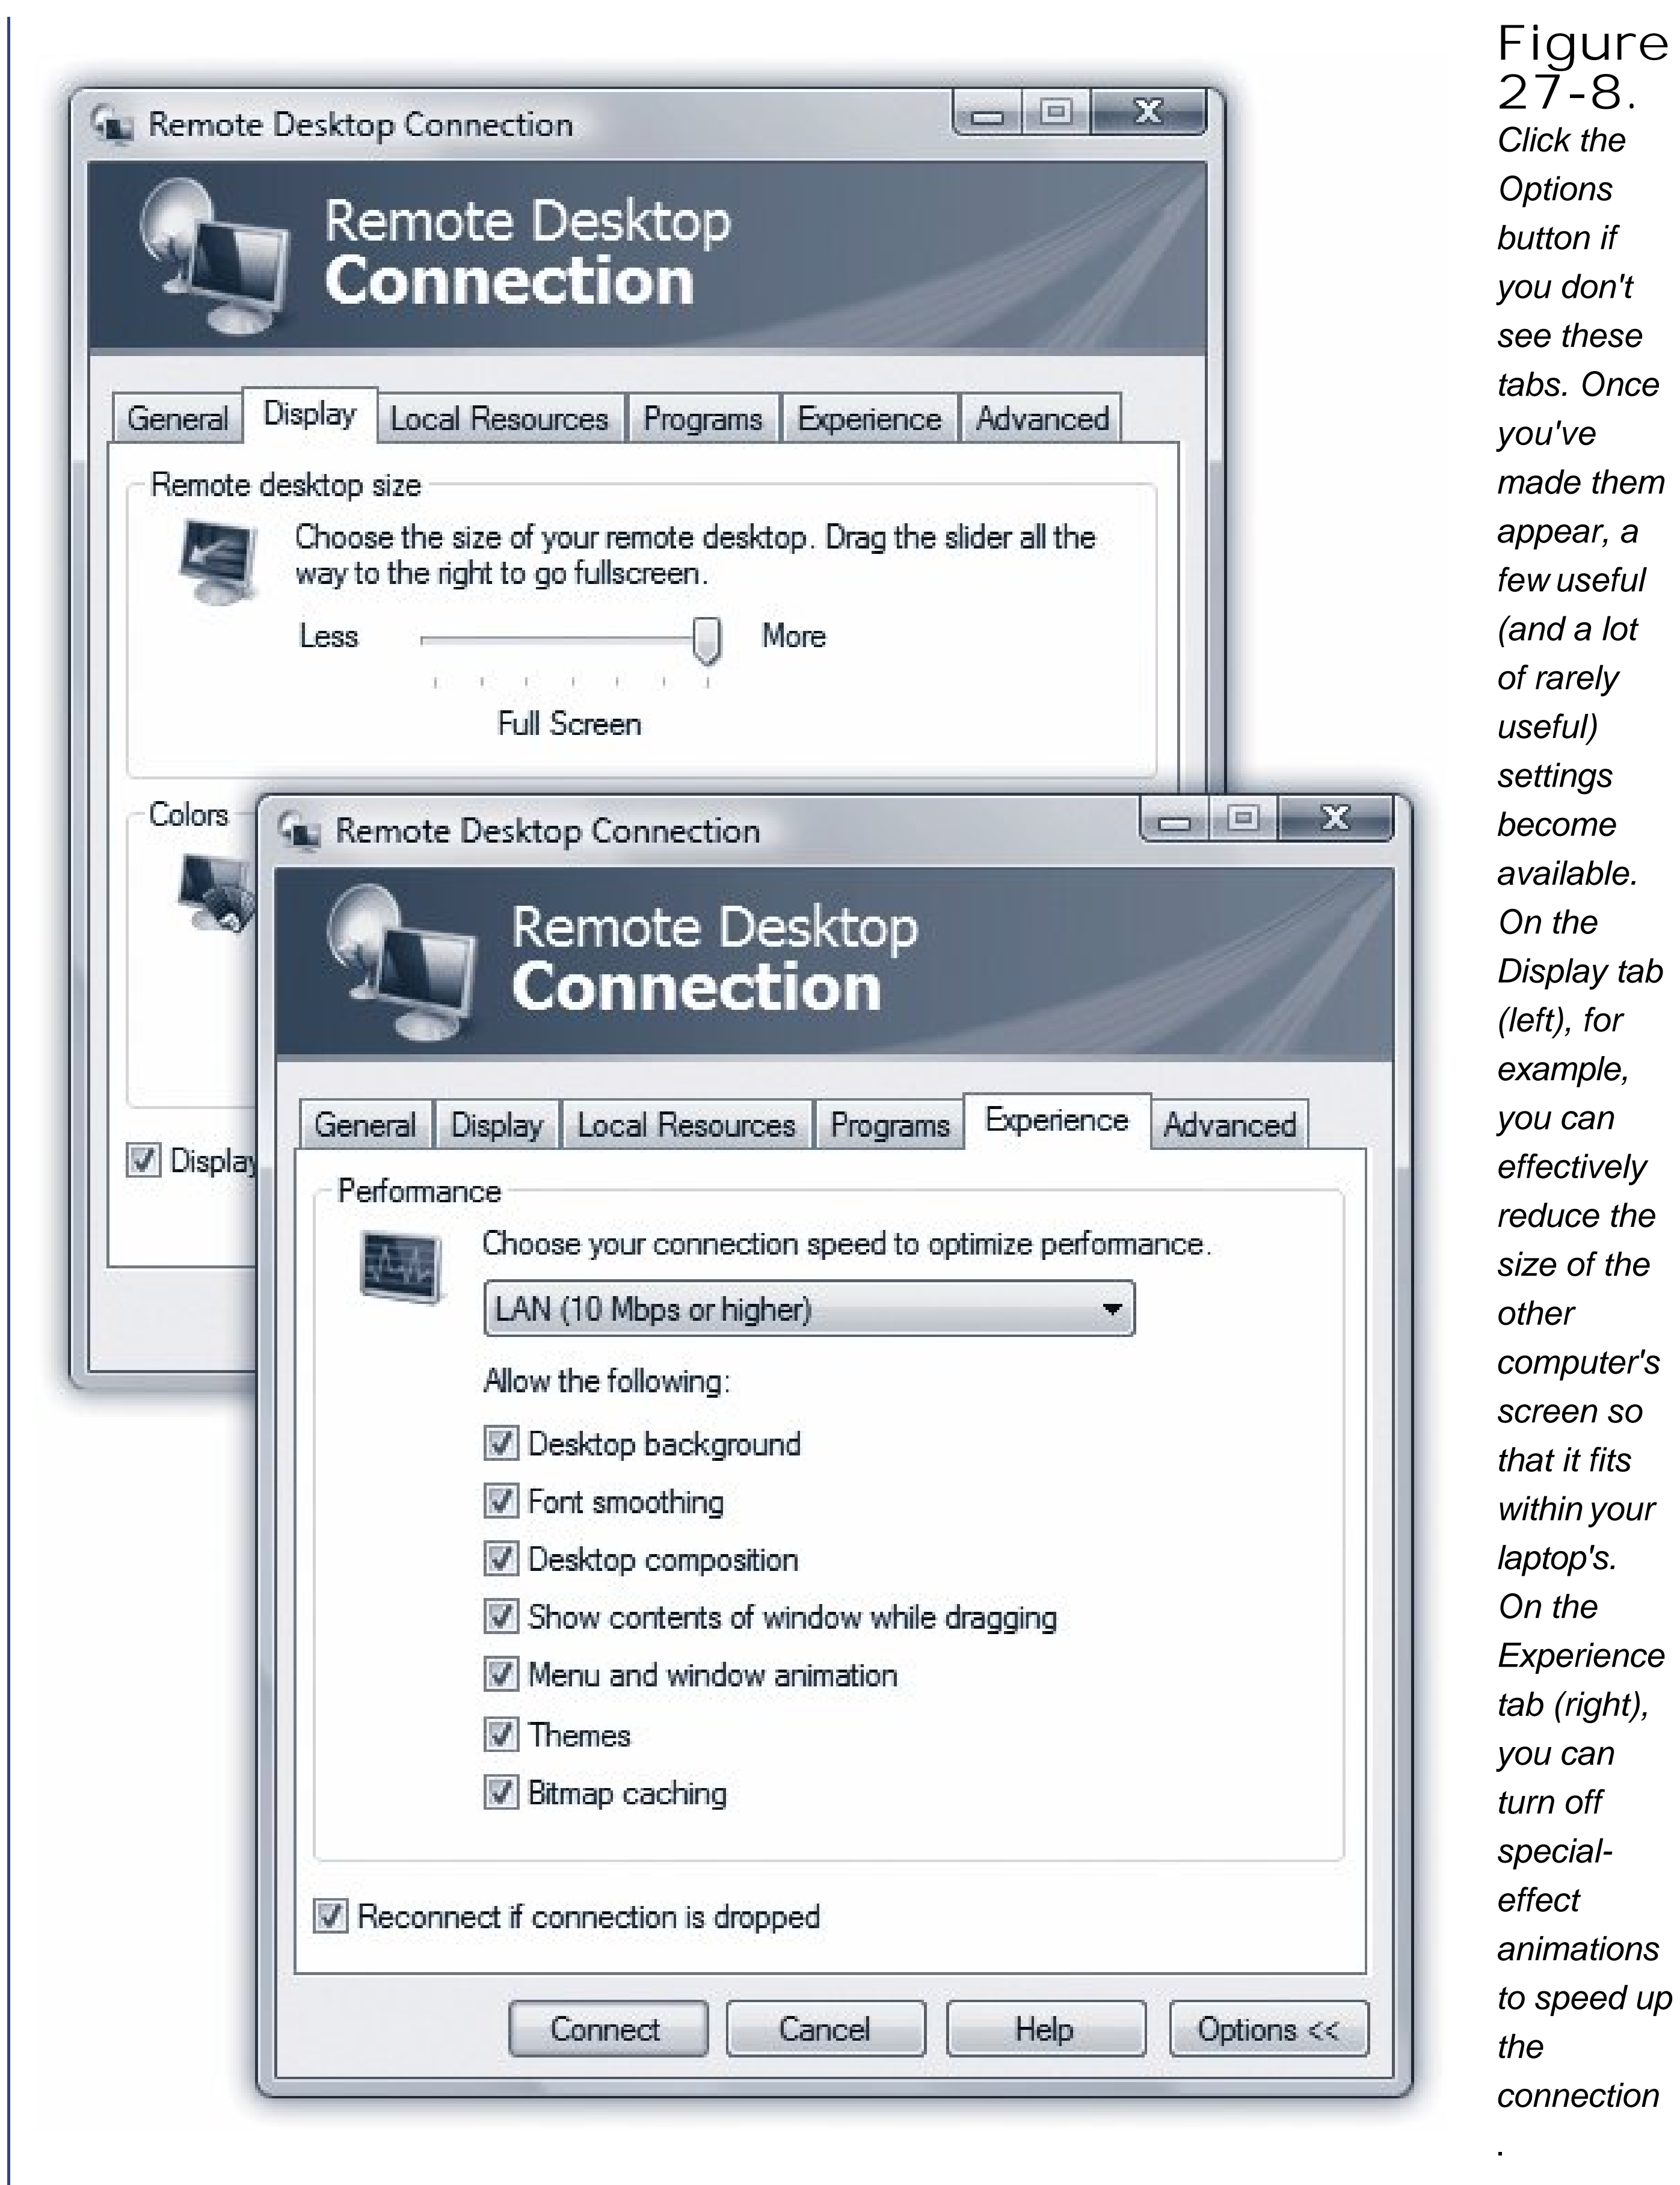 Remote Desktop Connection
Remote Desktop
Connection
General Display Local Resources Programs Experience Advanced
Remote desktop size
Choose the size of your remote desktop. Drag the slider all the
way to the right to go fullscreen.
Less More
Full Screen
Colors
Display
Remote Desktop Connection
Remote Desktop
Connection
General Display Local Resources Programs Experience Advanced
Performance
Choose your connection speed to optimize performance.
LAN (10 Mbps or higher)
Allow the following:
Desktop background
Font smoothing
Desktop composition
Show contents of window while dragging
Menu and window animation
Themes
Bitmap caching
Reconnect if connection is dropped
Connect Cancel Help Options <<
Figure
27-8.
Click the
Options
button if
you don't
see these
tabs. Once
you've
made them
appear, a
few useful
(and a lot
of rarely
useful)
settings
become
available.
On the
Display tab
(left), for
example,
you can
effectively
reduce the
size of the
other
computer's
screen so
that it fits
within your
laptop's.
On the
Experience
tab (right),
you can
turn off
special-
effect
animations
to speed up
the
connection
.